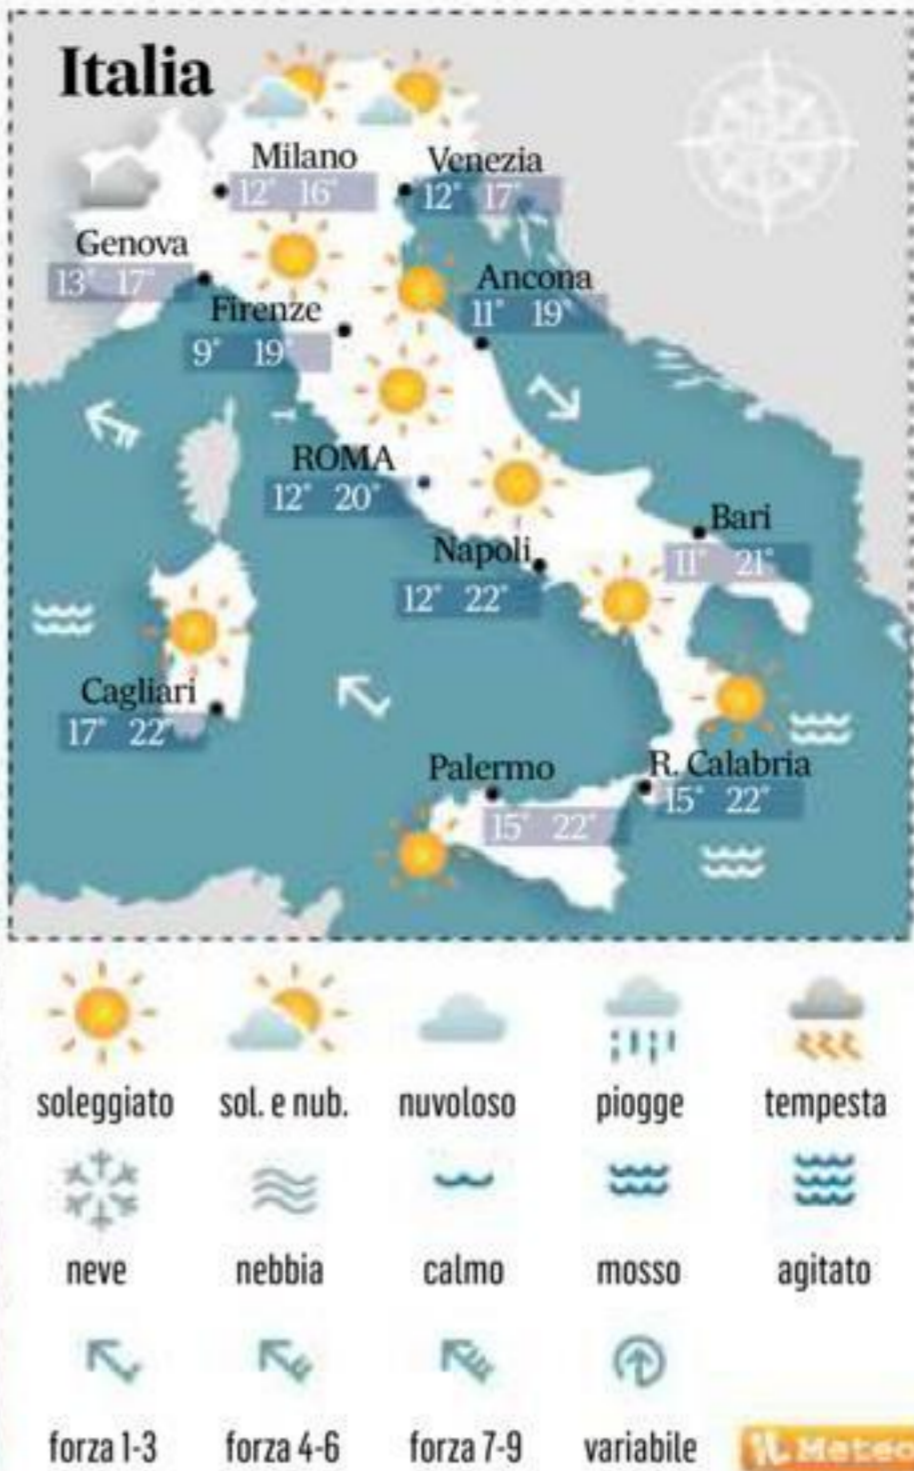 Italia
Milano
12° 16°
Venezia
12° 17°
Genova
13° 17°
Firenze
9° 19°
Ancona
11° 19°
ROMA
12° 20°
Bari
11° 21°
Napoli
12° 22°
Cagliari
17° 22°
Palermo
15° 22°
R. Calabria
15° 22°
soleggiato sol. e nub. nuvoloso piogge tempesta
neve nebbia calmo mosso agitato
forza 1-3 forza 4-6 forza 7-9 variabile
iL Meteo